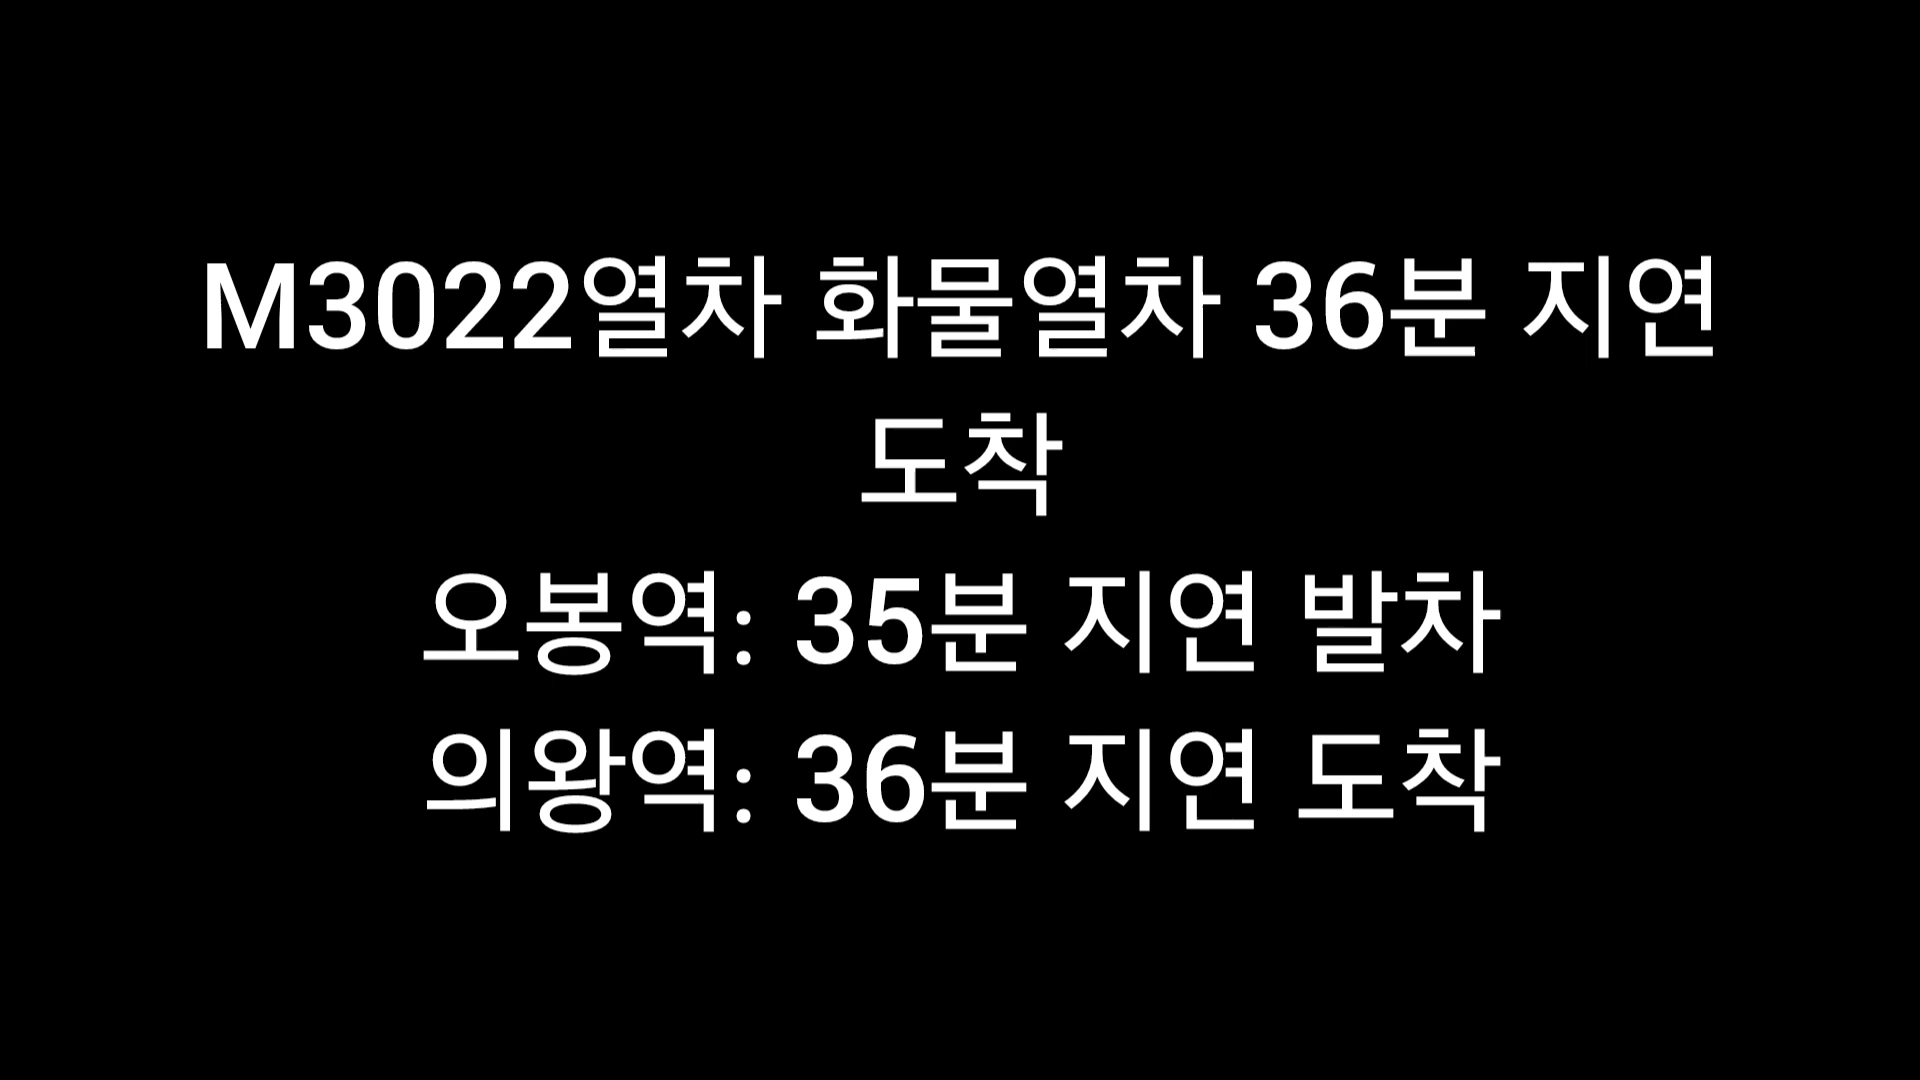 M3022열차 화물열차 36분 지연
도착
오봉역: 35분 지연 발차
의왕역: 36분 지연 도착